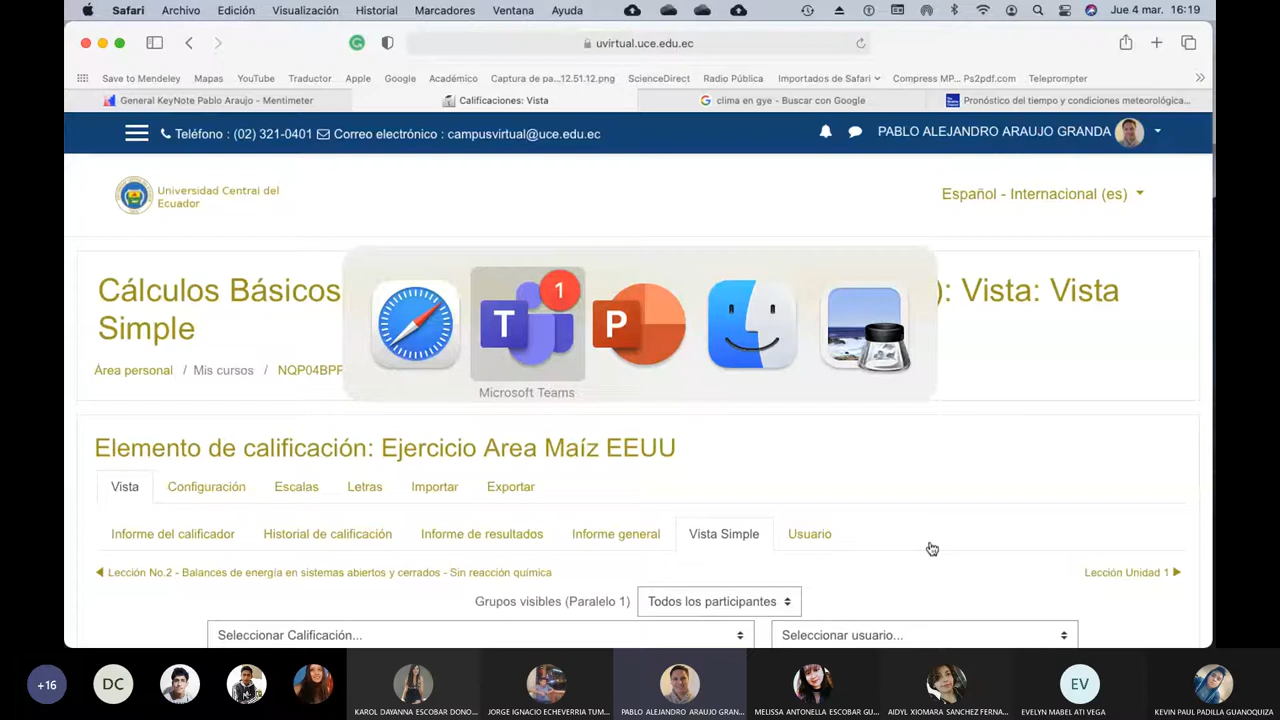 Safari Archivo Edición Visualización Historial Marcadores Ventana Ayuda Jue 4 mar. 16:19
uvirtual.uce.edu.ec
Save to Mendeley Mapas YouTube Traductor Apple Google Académico Captura de pa...12.51.12.png ScienceDirect Radio Pública Importados de Safari Compress MP... Ps2pdf.com Teleprompter
General KeyNote Pablo Araujo - Mentimeter Calificaciones: Vista clima en gye - Buscar con Google Pronóstico del tiempo y condiciones meteorológica...
Teléfono : (02) 321-0401 Correo electrónico : campusvirtual@uce.edu.ec PABLO ALEJANDRO ARAUJO GRANDA
Universidad Central del
Ecuador
Español - Internacional (es)
Cálculos Básicos ): Vista: Vista
Simple
1
T P
Microsoft Teams
Área personal / Mis cursos / NQP04BPP
Elemento de calificación: Ejercicio Area Maíz EEUU
Vista Configuración Escalas Letras Importar Exportar
Informe del calificador Historial de calificación Informe de resultados Informe general Vista Simple Usuario
◀ Lección No.2 - Balances de energía en sistemas abiertos y cerrados - Sin reacción química Lección Unidad 1 ▶
Grupos visibles (Paralelo 1) Todos los participantes
Seleccionar Calificación... Seleccionar usuario...
+16 DC EV
KAROL DAYANNA ESCOBAR DONO... JORGE IGNACIO ECHEVERRIA TUM... PABLO ALEJANDRO ARAUJO GRAN... MELISSA ANTONELLA ESCOBAR GU... AIDYL XIOMARA SANCHEZ FERNA... EVELYN MABEL ATI VEGA KEVIN PAUL PADILLA GUANOQUIZA